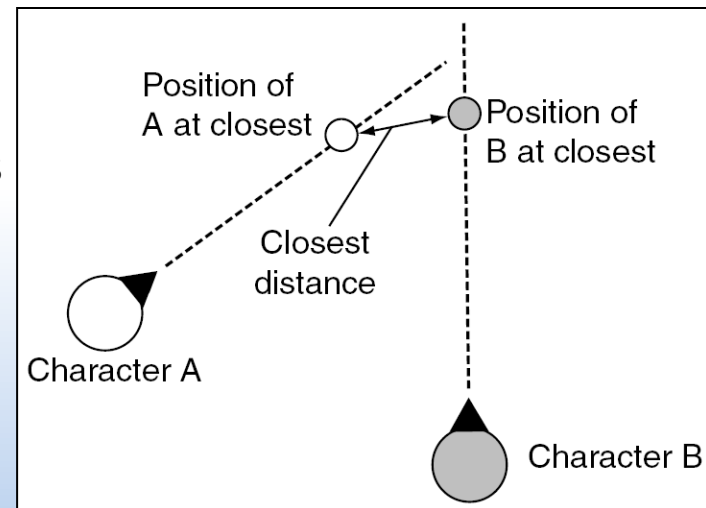 Position of
A at closest
Position of
B at closest
Closest
distance
Character A
Character B